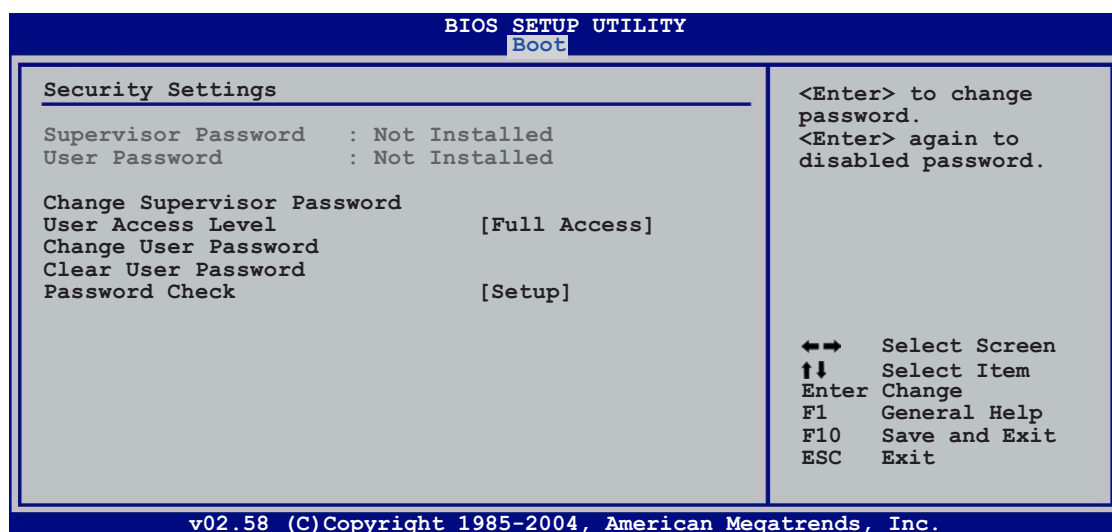 BIOS SETUP UTILITY
Boot
Security Settings
Supervisor Password : Not Installed
User Password : Not Installed
Change Supervisor Password
User Access Level [Full Access]
Change User Password
Clear User Password
Password Check [Setup]
<Enter> to change
password.
<Enter> again to
disabled password.
←→ Select Screen
↑↓ Select Item
Enter Change
F1 General Help
F10 Save and Exit
ESC Exit
v02.58 (C)Copyright 1985-2004, American Megatrends, Inc.